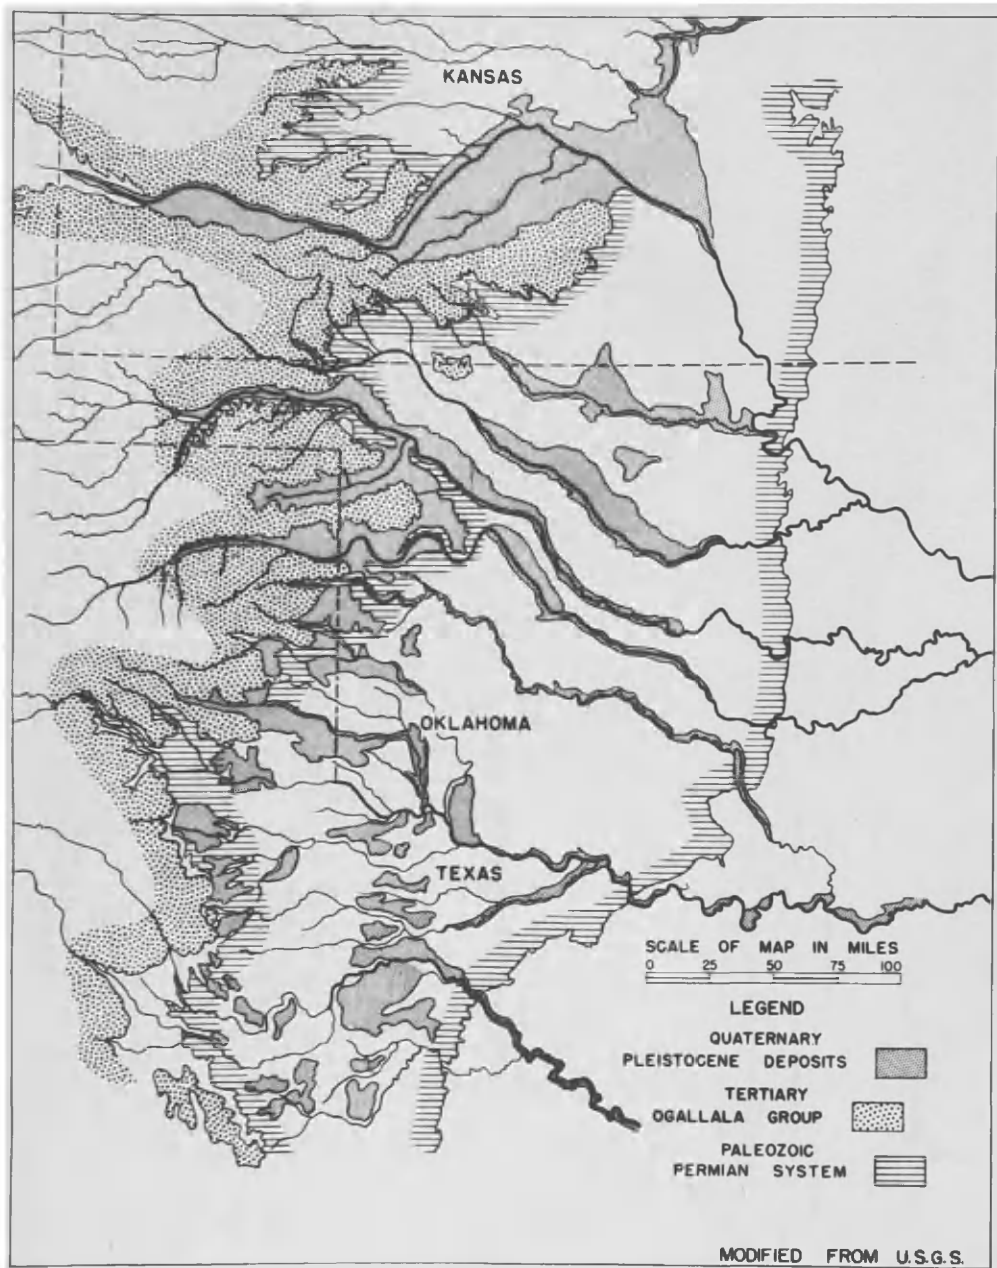 KANSAS
OKLAHOMA
TEXAS
SCALE OF MAP IN MILES
0 25 50 75 100
LEGEND
QUATERNARY
PLEISTOCENE DEPOSITS
TERTIARY
OGALLALA GROUP
PALEOZOIC
PERMIAN SYSTEM
MODIFIED FROM U.S.G.S.